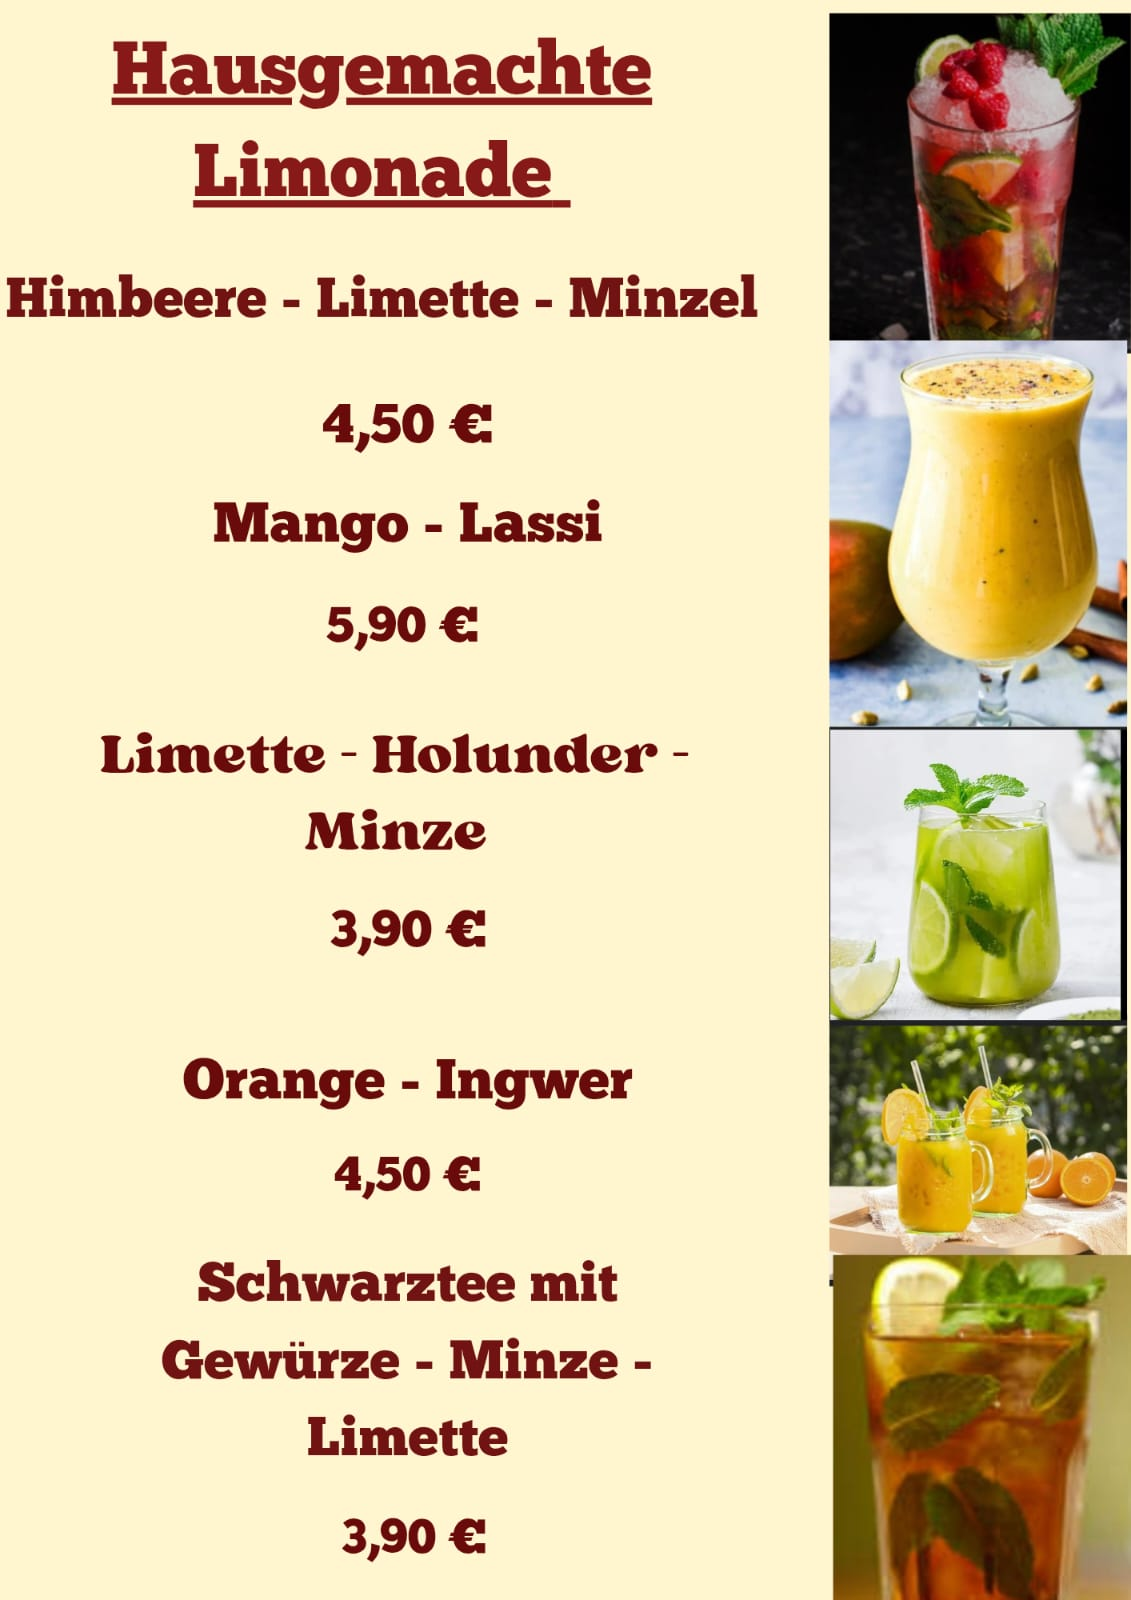 Hausgemachte
Limonade
Himbeere - Limette - Minzel
4,50 €
Mango - Lassi
5,90 €
Limette - Holunder -
Minze
3,90 €
Orange - Ingwer
4,50 €
Schwarztee mit
Gewürze - Minze -
Limette
3,90 €